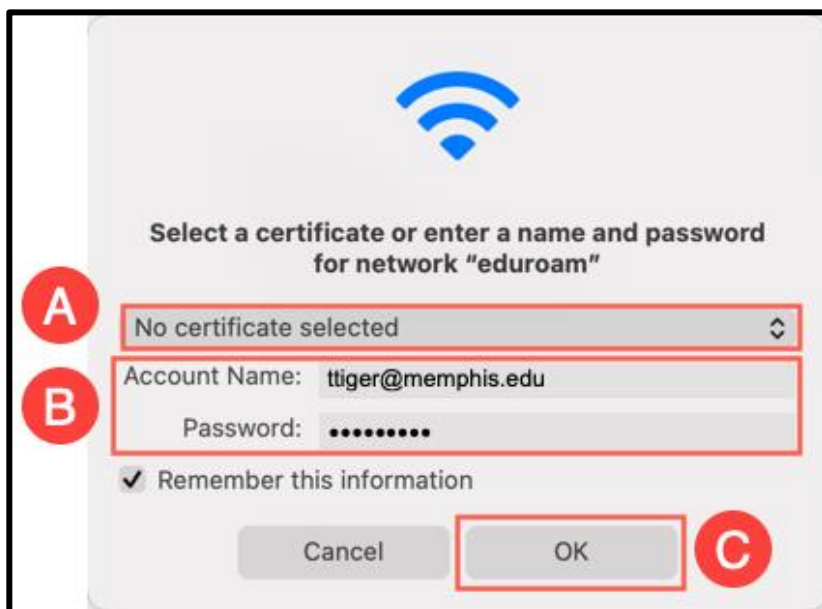 Select a certificate or enter a name and password
for network “eduroam”
A
No certificate selected
B
Account Name: ttiger@memphis.edu
Password: •••••••••
Remember this information
Cancel OK C